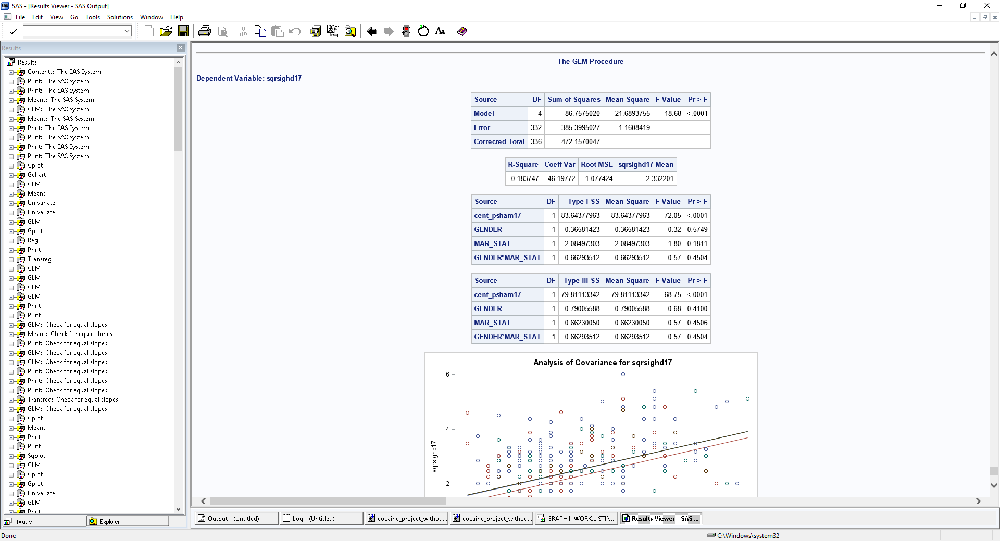 SAS - [Results Viewer - SAS Output]
File Edit View Go Tools Solutions Window Help
Results
Results
Contents: The SAS System
Print: The SAS System
Print: The SAS System
Means: The SAS System
GLM: The SAS System
Means: The SAS System
Print: The SAS System
Print: The SAS System
Print: The SAS System
Print: The SAS System
Gplot
Gchart
GLM
Means
Univariate
Univariate
GLM
Gplot
Reg
Print
Transreg
GLM
GLM
GLM
GLM
Print
Print
GLM: Check for equal slopes
Means: Check for equal slopes
Print: Check for equal slopes
GLM: Check for equal slopes
GLM: Check for equal slopes
Print: Check for equal slopes
Print: Check for equal slopes
Print: Check for equal slopes
Transreg: Check for equal slopes
GLM: Check for equal slopes
Gplot
Means
Print
Print
Sgplot
GLM
Gplot
Gplot
Univariate
GLM
Print
Results Explorer
The GLM Procedure
Dependent Variable: sqrsighd17
Source DF Sum of Squares Mean Square F Value Pr > F
Model 4 86.7575020 21.6893755 18.68 <.0001
Error 332 385.3995027 1.1608419
Corrected Total 336 472.1570047
R-Square Coeff Var Root MSE sqrsighd17 Mean
0.183747 46.19772 1.077424 2.332201
Source DF Type I SS Mean Square F Value Pr > F
cent_psham17 1 83.64377963 83.64377963 72.05 <.0001
GENDER 1 0.36581423 0.36581423 0.32 0.5749
MAR_STAT 1 2.08497303 2.08497303 1.80 0.1811
GENDER*MAR_STAT 1 0.66293512 0.66293512 0.57 0.4504
Source DF Type III SS Mean Square F Value Pr > F
cent_psham17 1 79.81113342 79.81113342 68.75 <.0001
GENDER 1 0.79005588 0.79005588 0.68 0.4100
MAR_STAT 1 0.66230050 0.66230050 0.57 0.4506
GENDER*MAR_STAT 1 0.66293512 0.66293512 0.57 0.4504
Analysis of Covariance for sqrsighd17
6
4
2
sqrsighd17
Output - (Untitled) Log - (Untitled) cocaine_project_withou... cocaine_project_withou... GRAPH1 WORK.LISTIN... Results Viewer - SAS ...
Done C:\Windows\system32